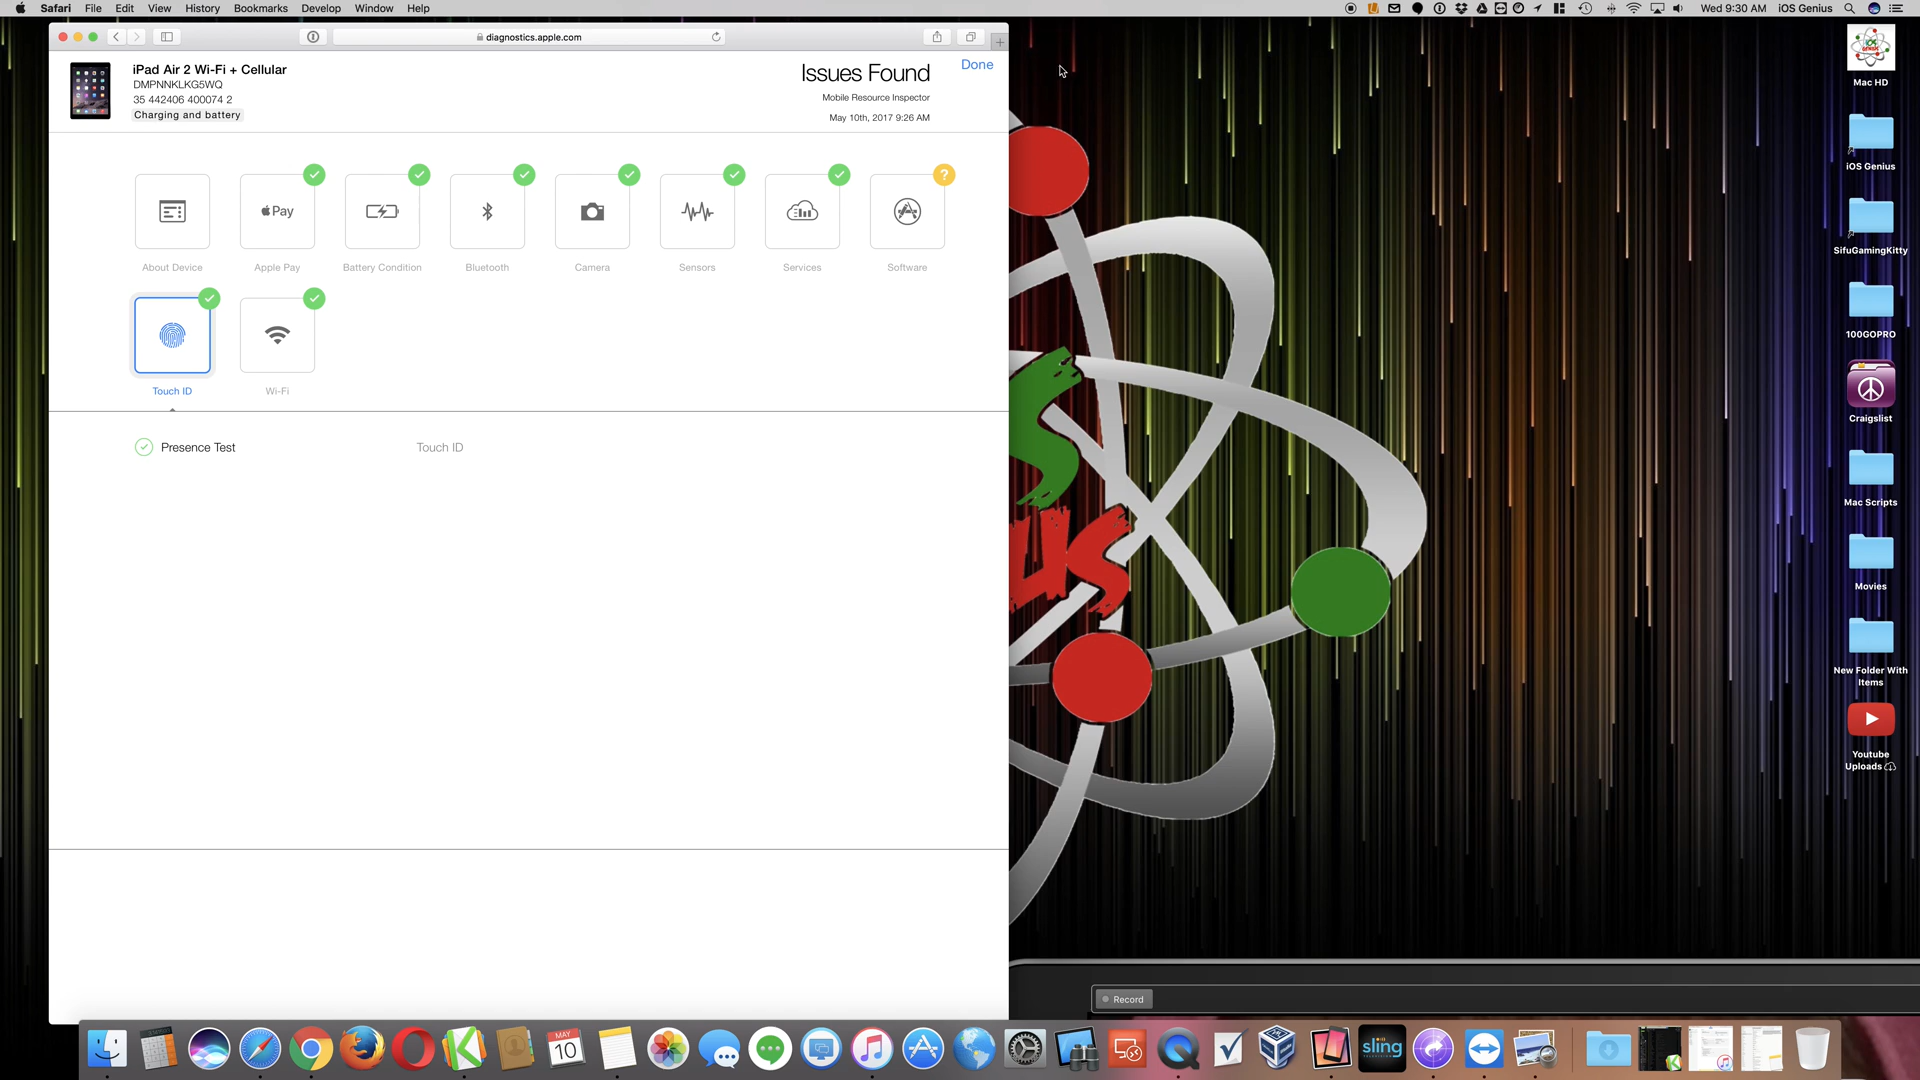 Safari File Edit View History Bookmarks Develop Window Help
Wed 9:30 AM iOS Genius
diagnostics.apple.com
iPad Air 2 Wi-Fi + Cellular
DMPNNKLKG5WQ
35 442406 400074 2
Charging and battery
Issues Found
Done
Mobile Resource Inspector
May 10th, 2017 9:26 AM
Pay
?
About Device
Apple Pay
Battery Condition
Bluetooth
Camera
Sensors
Services
Software
Touch ID
Wi-Fi
Presence Test
Touch ID
Mac HD
iOS Genius
SifuGamingKitty
100GOPRO
Craigslist
Mac Scripts
Movies
New Folder With
Items
Youtube
Uploads
Record
MAY
10
sling